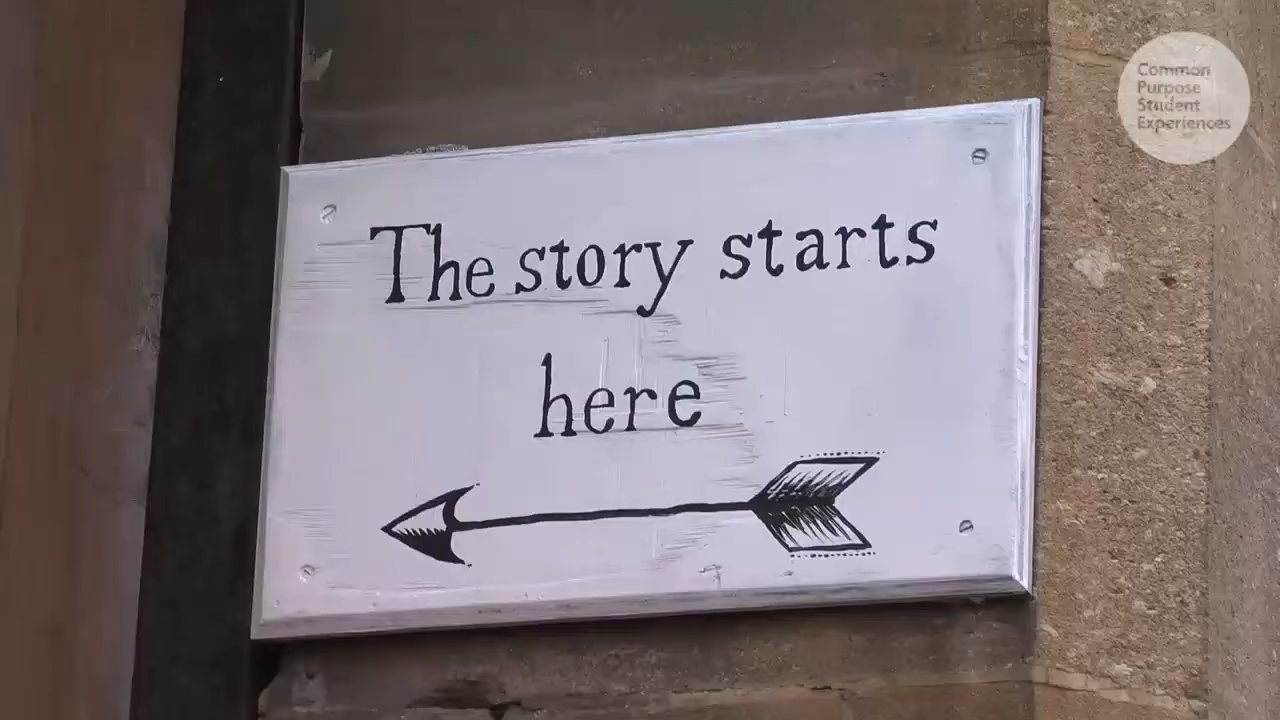 The story starts
here
Common
Purpose
Student
Experiences